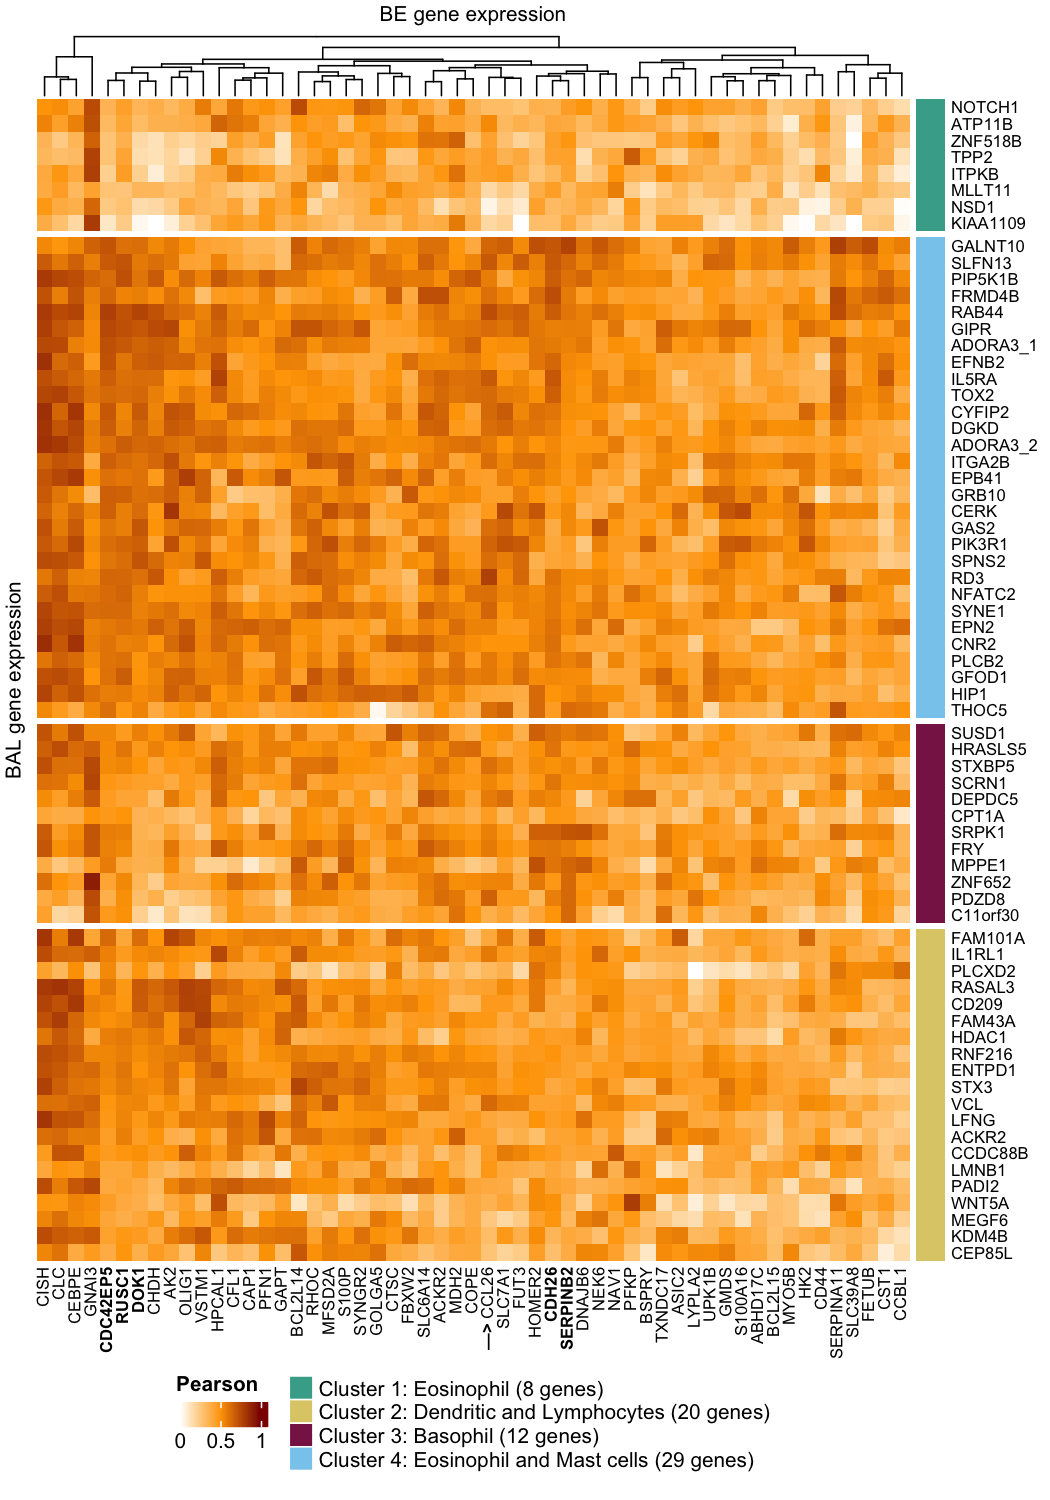 BE gene expression
NOTCH1
ATP11B
ZNF518B
TPP2
ITPKB
MLLT11
NSD1
KIAA1109
GALNT10
SLFN13
PIP5K1B
FRMD4B
RAB44
GIPR
ADORA3_1
EFNB2
IL5RA
TOX2
CYFIP2
DGKD
ADORA3_2
ITGA2B
EPB41
GRB10
CERK
GAS2
PIK3R1
SPNS2
RD3
NFATC2
SYNE1
EPN2
CNR2
PLCB2
GFOD1
HIP1
THOC5
BAL gene expression
SUSD1
HRASLS5
STXBP5
SCRN1
DEPDC5
CPT1A
SRPK1
FRY
MPPE1
ZNF652
PDZD8
C11orf30
FAM101A
IL1RL1
PLCXD2
RASAL3
CD209
FAM43A
HDAC1
RNF216
ENTPD1
STX3
VCL
LFNG
ACKR2
CCDC88B
LMNB1
PADI2
WNT5A
MEGF6
KDM4B
CEP85L
CISH
CLC
CEBPE
GNAI3
CDC42EP5
RUSC1
DOK1
CHDH
AK2
OLIG1
VSTM1
HPCAL1
CFL1
CAP1
PFN1
GAPT
BCL2L14
RHOC
MFSD2A
S100P
SYNGR2
GOLGA5
CTSC
FBXW2
SLC6A14
ACKR2
MDH2
COPE
—> CCL26
SLC7A1
FUT3
HOMER2
CDH26
SERPINB2
DNAJB6
NEK6
NAV1
PFKP
BSPRY
TXNDC17
ASIC2
LYPLA2
UPK1B
GMDS
S100A16
ABHD17C
BCL2L15
MYO5B
HK2
CD44
SERPINA11
SLC39A8
FETUB
CST1
CCBL1
Pearson
0 0.5 1
Cluster 1: Eosinophil (8 genes)
Cluster 2: Dendritic and Lymphocytes (20 genes)
Cluster 3: Basophil (12 genes)
Cluster 4: Eosinophil and Mast cells (29 genes)